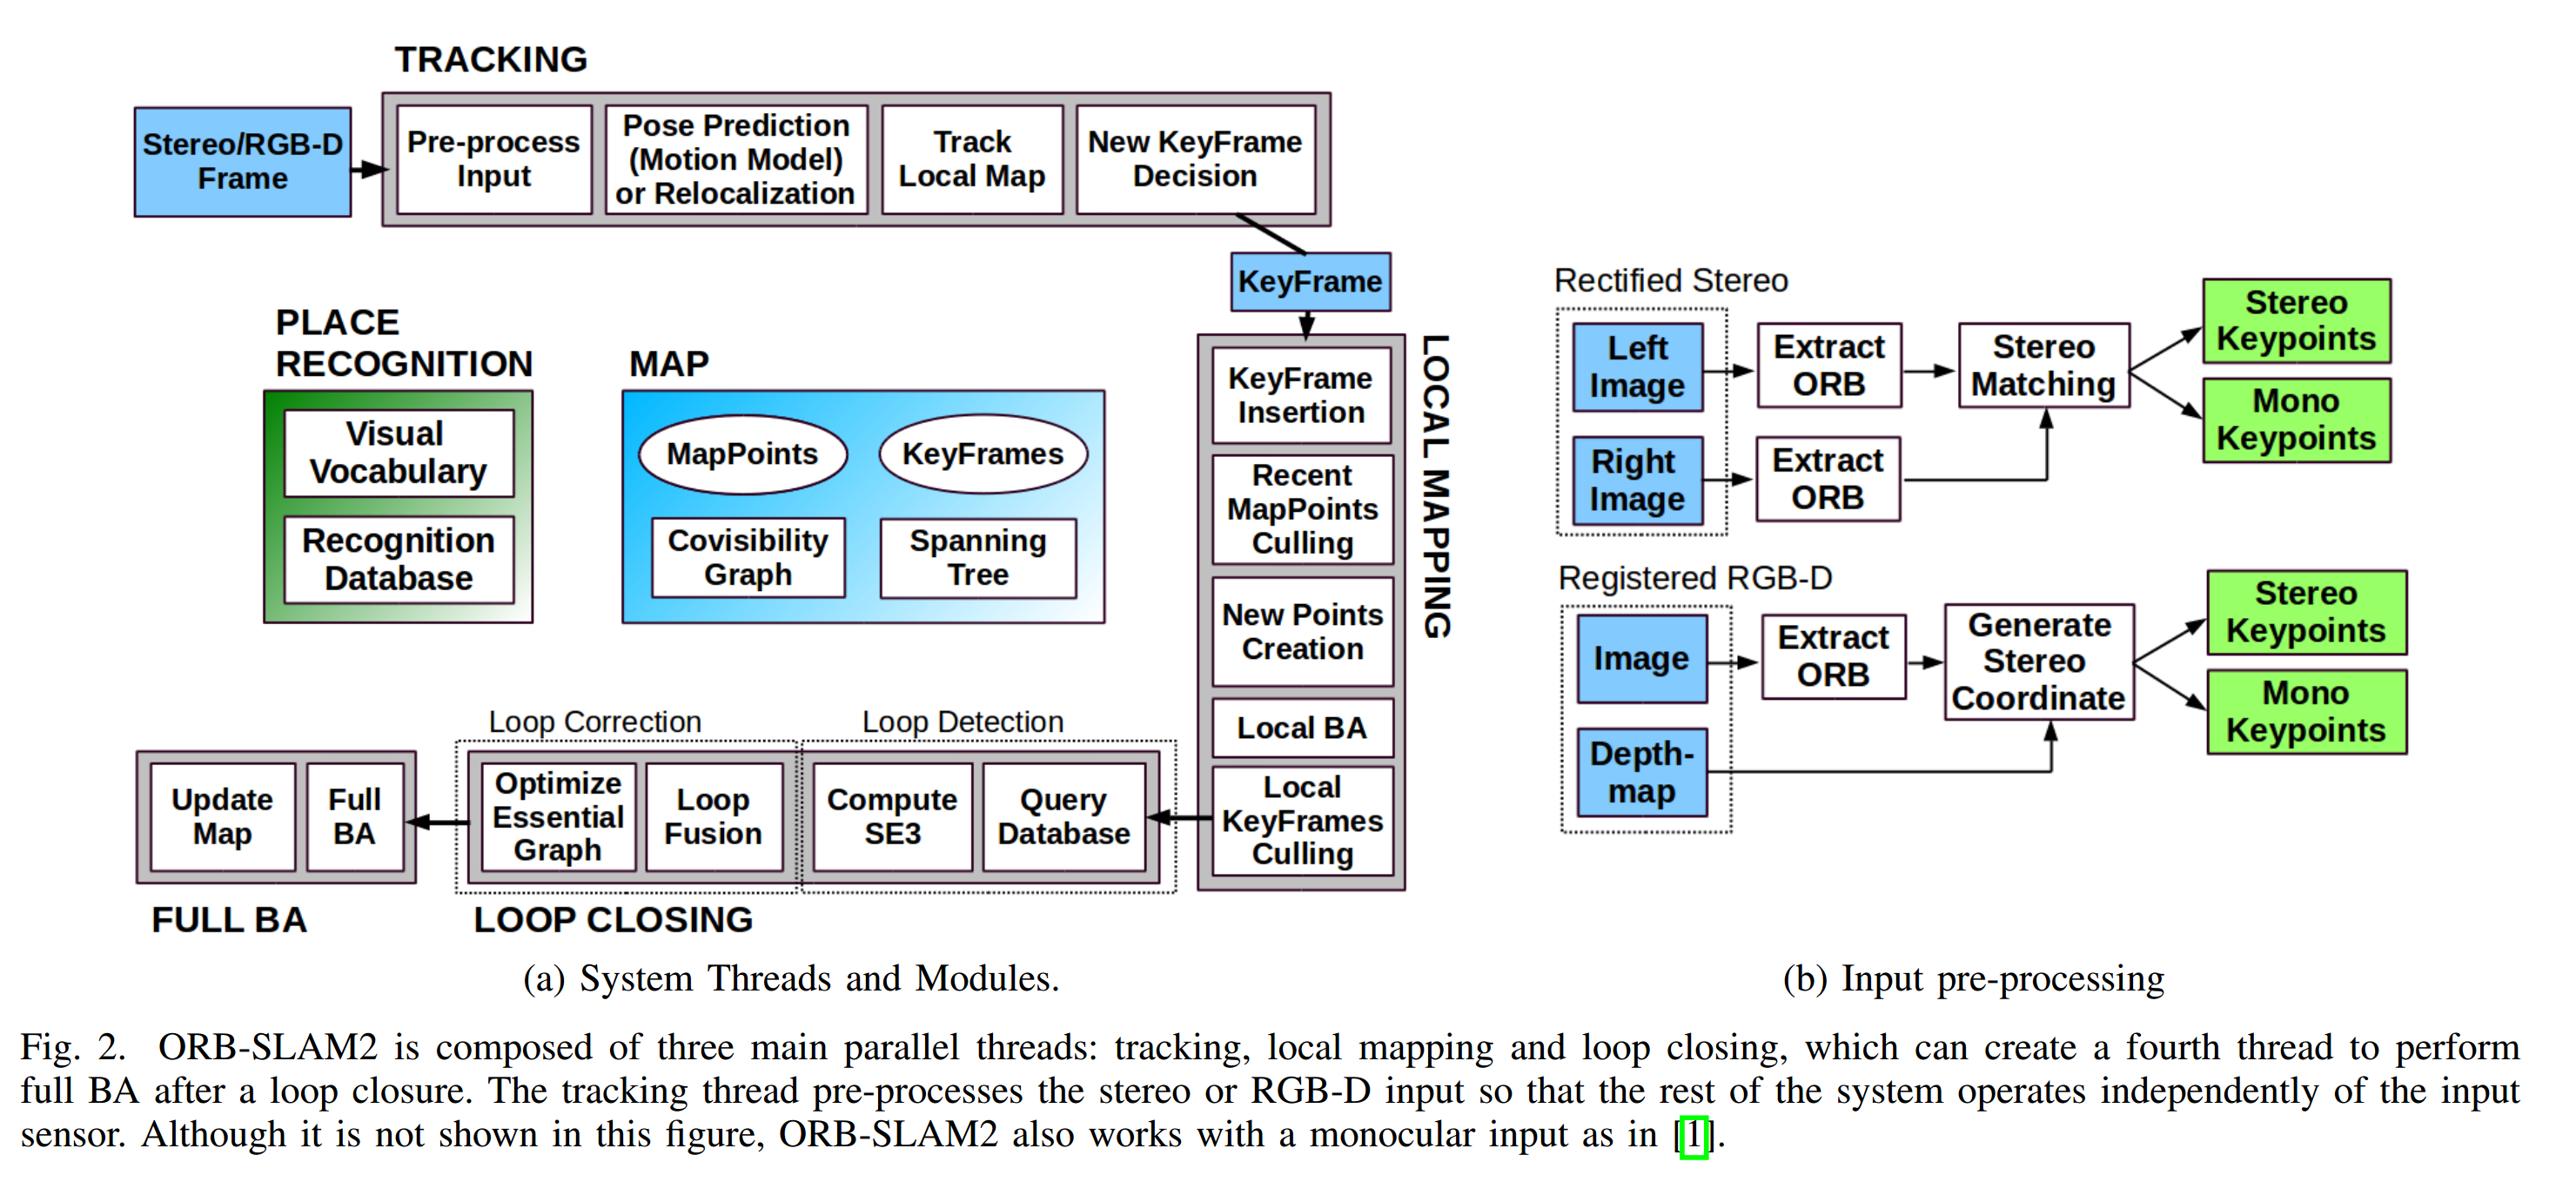 TRACKING
Stereo/RGB-D
Frame
Pre-process
Input
Pose Prediction
(Motion Model)
or Relocalization
Track
Local Map
New KeyFrame
Decision
KeyFrame
PLACE
RECOGNITION
Visual
Vocabulary
Recognition
Database
MAP
MapPoints
KeyFrames
Covisibility
Graph
Spanning
Tree
LOCAL MAPPING
KeyFrame
Insertion
Recent
MapPoints
Culling
New Points
Creation
Local BA
Local
KeyFrames
Culling
Loop Correction
Loop Detection
Update
Map
Full
BA
Optimize
Essential
Graph
Loop
Fusion
Compute
SE3
Query
Database
FULL BA
LOOP CLOSING
(a) System Threads and Modules.
Rectified Stereo
Left
Image
Extract
ORB
Stereo
Matching
Stereo
Keypoints
Mono
Keypoints
Right
Image
Extract
ORB
Registered RGB-D
Image
Extract
ORB
Generate
Stereo
Coordinate
Stereo
Keypoints
Mono
Keypoints
Depth-
map
(b) Input pre-processing
Fig. 2. ORB-SLAM2 is composed of three main parallel threads: tracking, local mapping and loop closing, which can create a fourth thread to perform
full BA after a loop closure. The tracking thread pre-processes the stereo or RGB-D input so that the rest of the system operates independently of the input
sensor. Although it is not shown in this figure, ORB-SLAM2 also works with a monocular input as in [1].